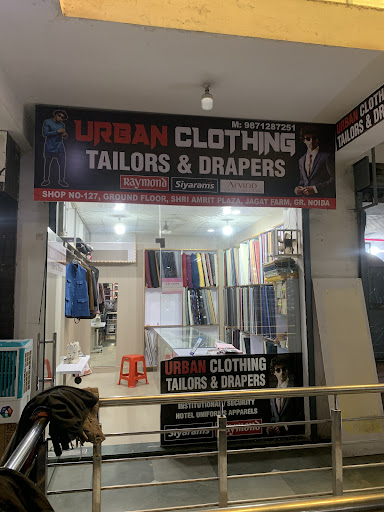 M: 9871287251
URBAN CLOTHING
TAILORS & DRAPERS
Raymond Siyarams ARVIND
SHOP NO-127, GROUND FLOOR, SHRI AMRIT PLAZA, JAGAT FARM, GR. NOIDA
URBAN
TAILORS &
URBAN CLOTHING
TAILORS & DRAPERS
INSTITUTIONAL SECURITY
HOTEL UNIFORMS APPARELS
Siyarams Raymond